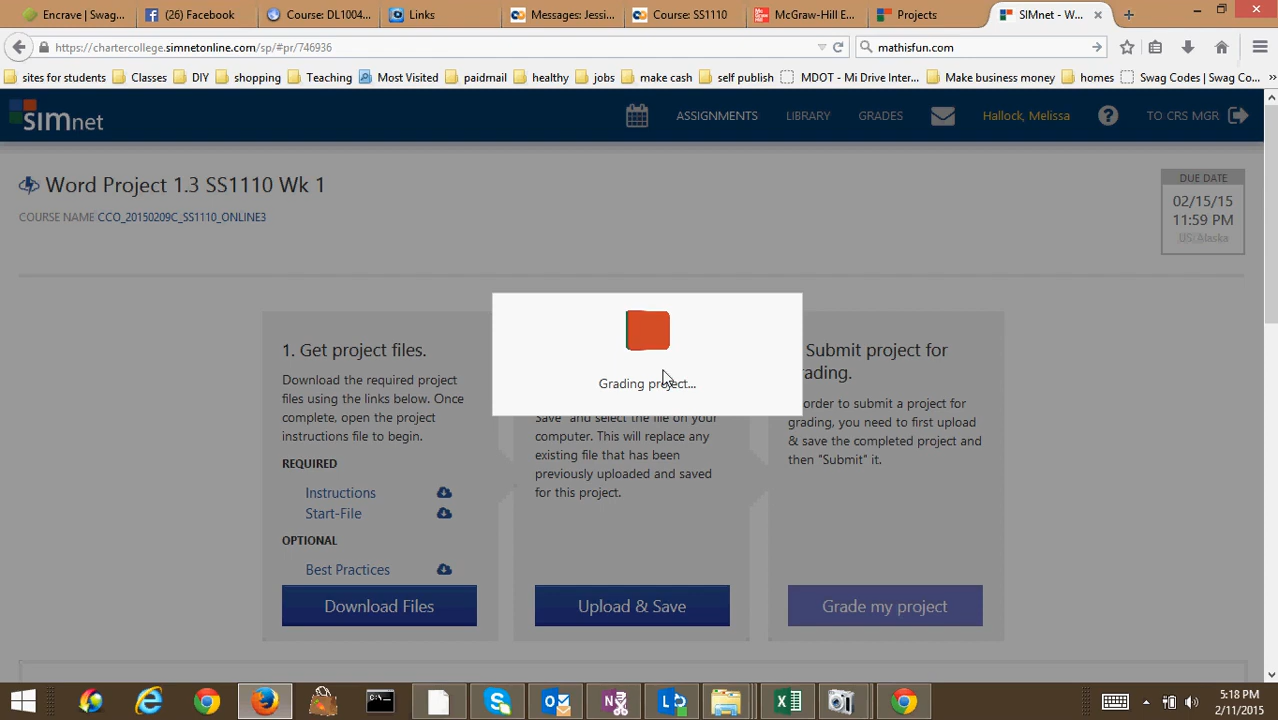 Encrave | Swag...
(26) Facebook
Course: DL1004...
Links
Messages: Jessi...
Course: SS1110
McGraw-Hill E...
Projects
SIMnet - W...
https://chartercollege.simnetonline.com/sp/#pr/746936
mathisfun.com
sites for students
Classes
DIY
shopping
Teaching
Most Visited
paidmail
healthy
jobs
make cash
self publish
MDOT - Mi Drive Inter...
Make business money
homes
Swag Codes | Swag Co...
simnet
ASSIGNMENTS
LIBRARY
GRADES
Hallock, Melissa
TO CRS MGR
Word Project 1.3 SS1110 Wk 1
COURSE NAME CCO_20150209C_SS1110_ONLINE3
DUE DATE
02/15/15
11:59 PM
US Alaska
1. Get project files.
Download the required project
files using the links below. Once
complete, open the project
instructions file to begin.
REQUIRED
Instructions
Start-File
OPTIONAL
Best Practices
Download Files
Grading project...
Save" and select the file on your
computer. This will replace any
existing file that has been
previously uploaded and saved
for this project.
Upload & Save
Submit project for
rading.
order to submit a project for
grading, you need to first upload
& save the completed project and
then "Submit" it.
Grade my project
5:18 PM
2/11/2015